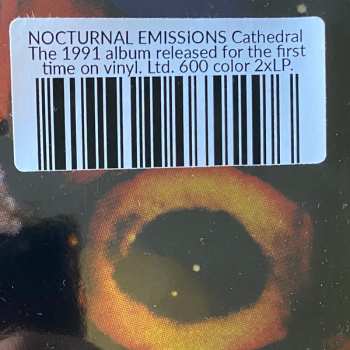 NOCTURNAL EMISSIONS Cathedral
The 1991 album released for the first
time on vinyl. Ltd. 600 color 2xLP.